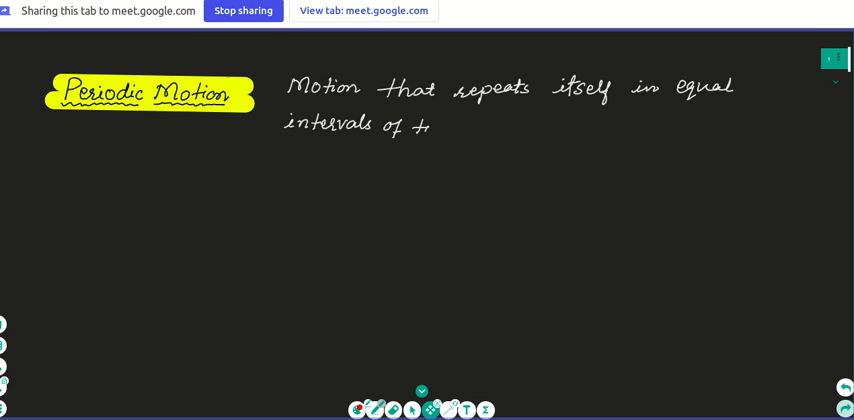 Sharing this tab to meet.google.com Stop sharing View tab: meet.google.com
Periodic Motion Motion that repeats itself in equal
intervals of t
1
T Σ